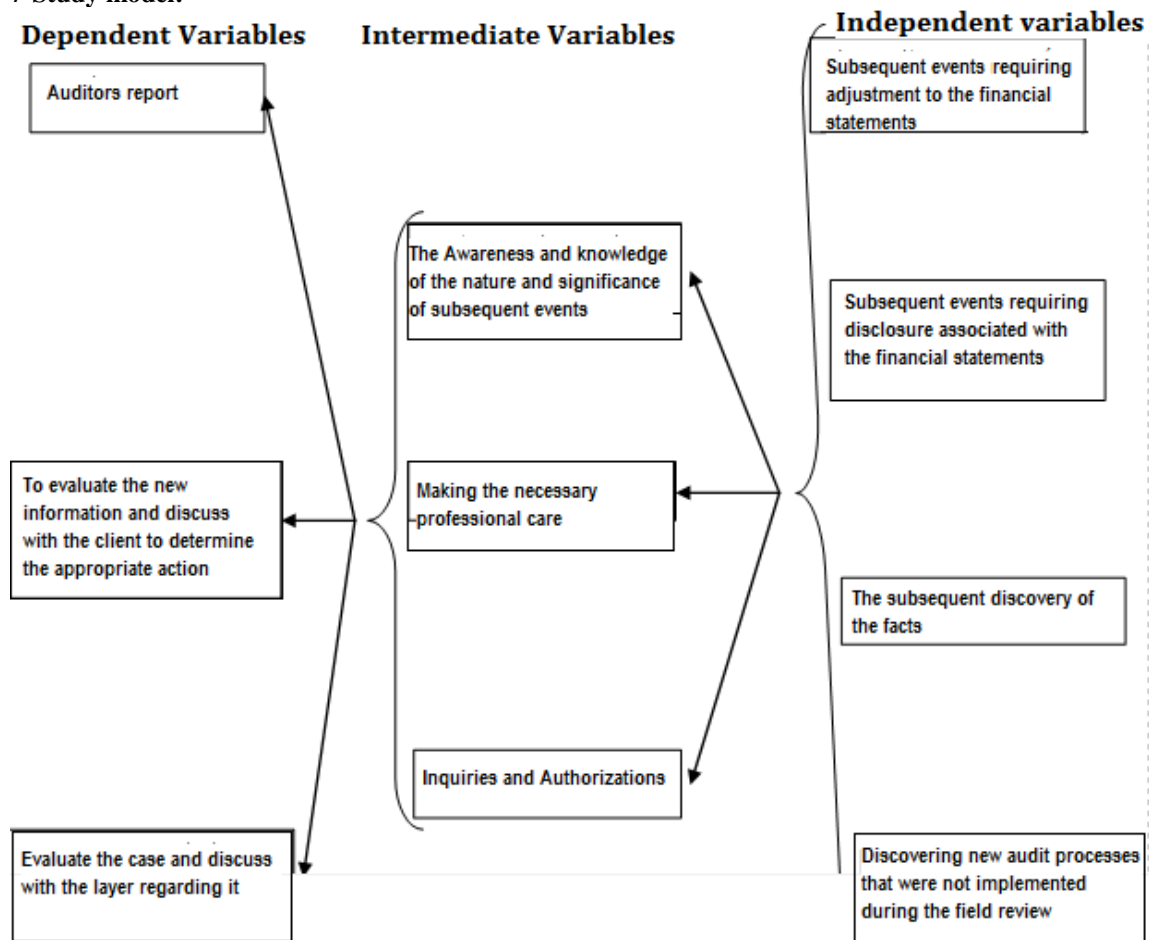 Study model:
Dependent Variables
Intermediate Variables
Independent variables
Auditors report
To evaluate the new
information and discuss
with the client to determine
the appropriate action
Evaluate the case and discuss
with the layer regarding it
The Awareness and knowledge
of the nature and significance
of subsequent events
Making the necessary
professional care
Inquiries and Authorizations
Subsequent events requiring
adjustment to the financial
statements
Subsequent events requiring
disclosure associated with
the financial statements
The subsequent discovery of
the facts
Discovering new audit processes
that were not implemented
during the field review